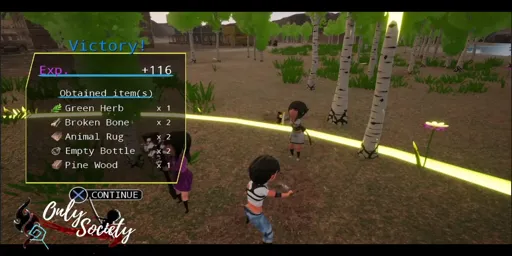 Victory!
Exp. +116
Obtained item(s)
Green Herb x 1
Broken Bone x 2
Animal Rug x 2
Empty Bottle x 2
Pine Wood x 1
CONTINUE
Only
Society